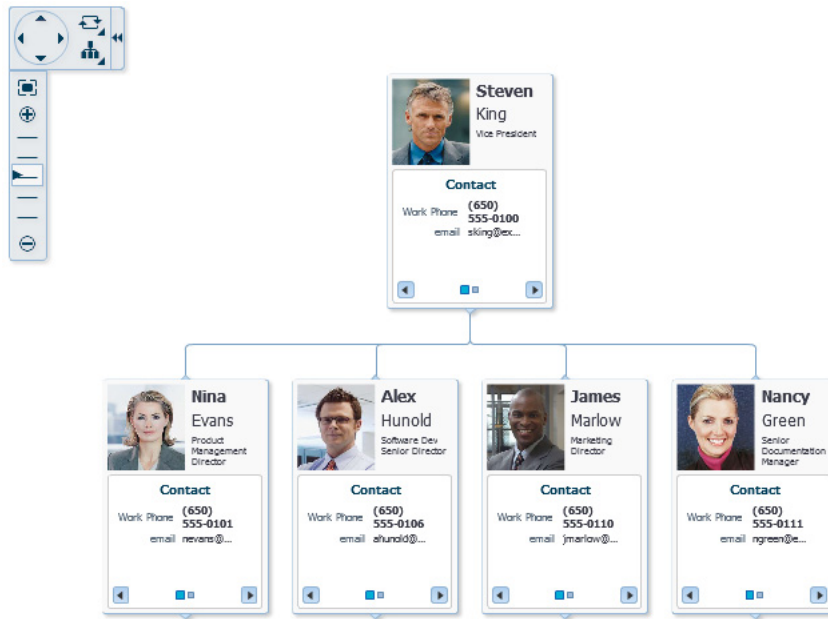 Steven
King
Vice President
Contact
Work Phone (650)
555-0100
email sking@ex...
Nina
Evans
Product
Management
Director
Contact
Work Phone (650)
555-0101
email nevans@...
Alex
Hunold
Software Dev
Senior Director
Contact
Work Phone (650)
555-0106
email ahunold@...
James
Marlow
Marketing
Director
Contact
Work Phone (650)
555-0110
email jmarlow@...
Nancy
Green
Senior
Documentation
Manager
Contact
Work Phone (650)
555-0111
email ngreen@e...